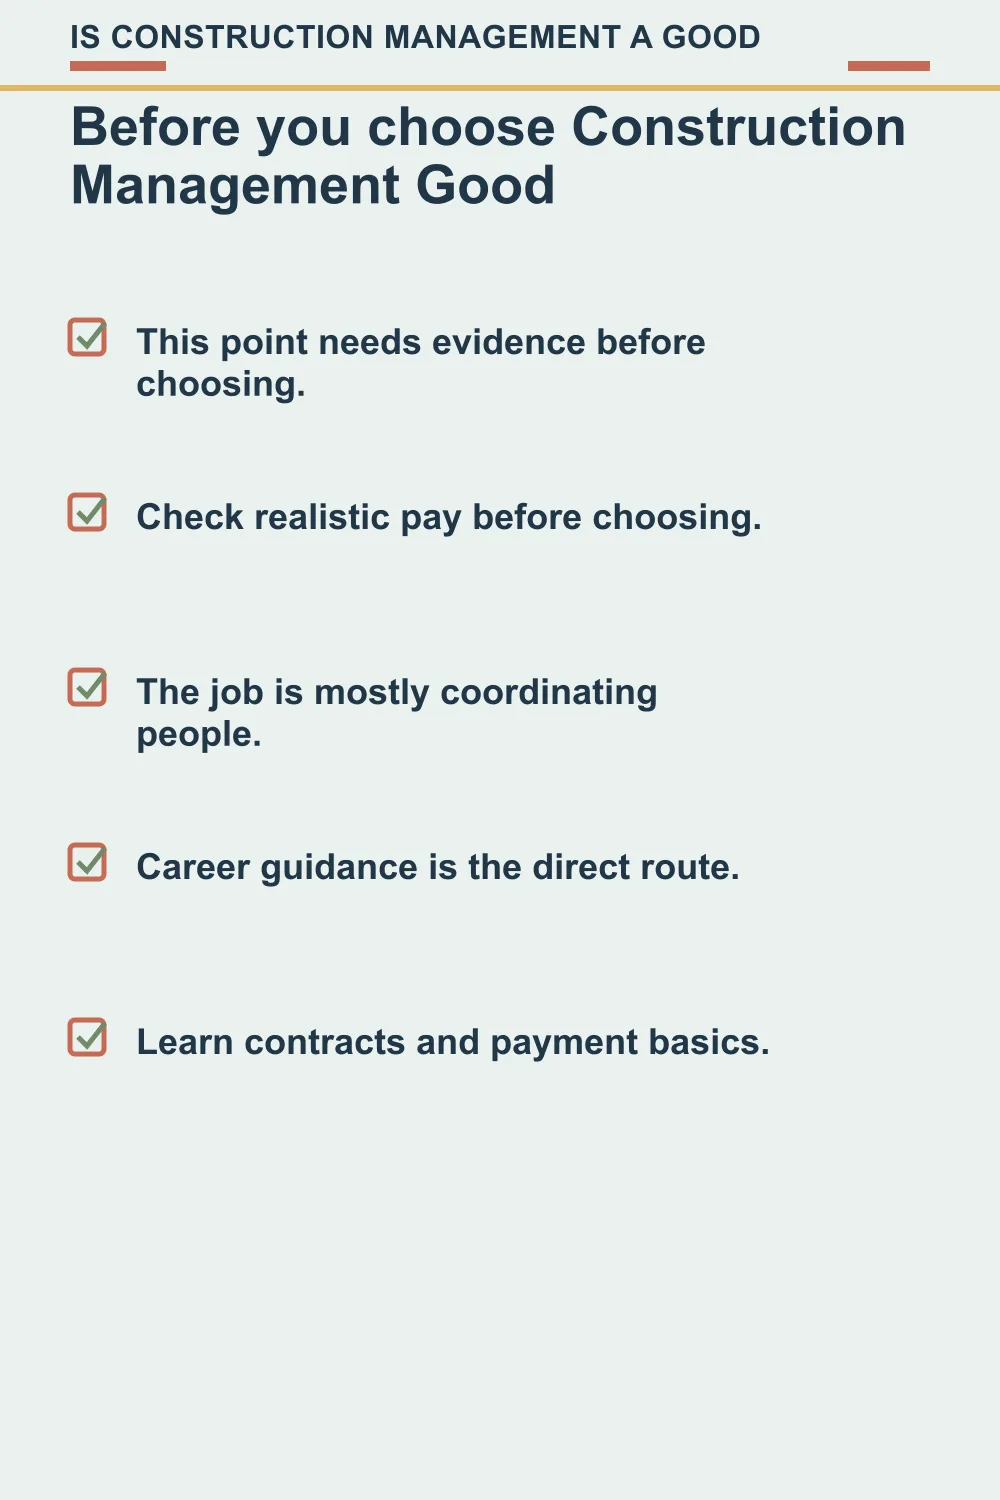 IS CONSTRUCTION MANAGEMENT A GOOD
Before you choose Construction
Management Good
This point needs evidence before
choosing.
Check realistic pay before choosing.
The job is mostly coordinating
people.
Career guidance is the direct route.
Learn contracts and payment basics.